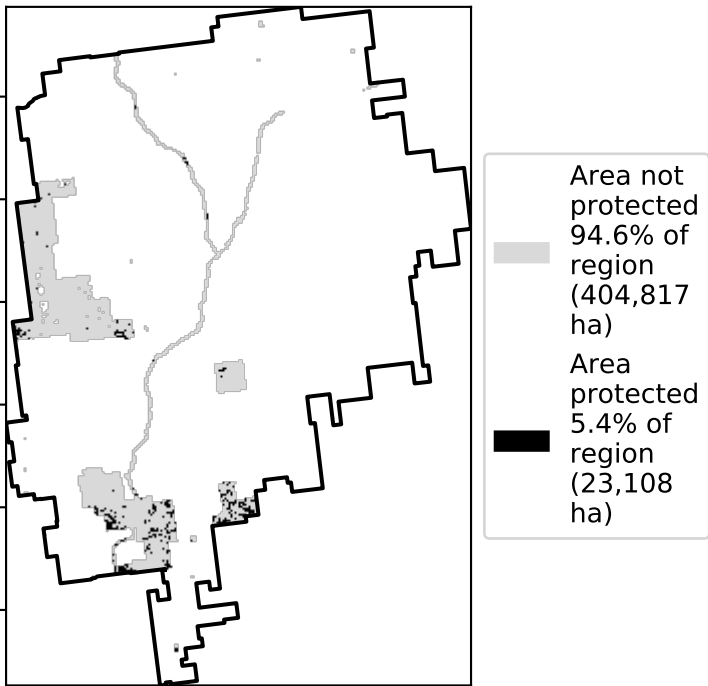 Area not
protected
94.6% of
region
(404,817
ha)
Area
protected
5.4% of
region
(23,108
ha)